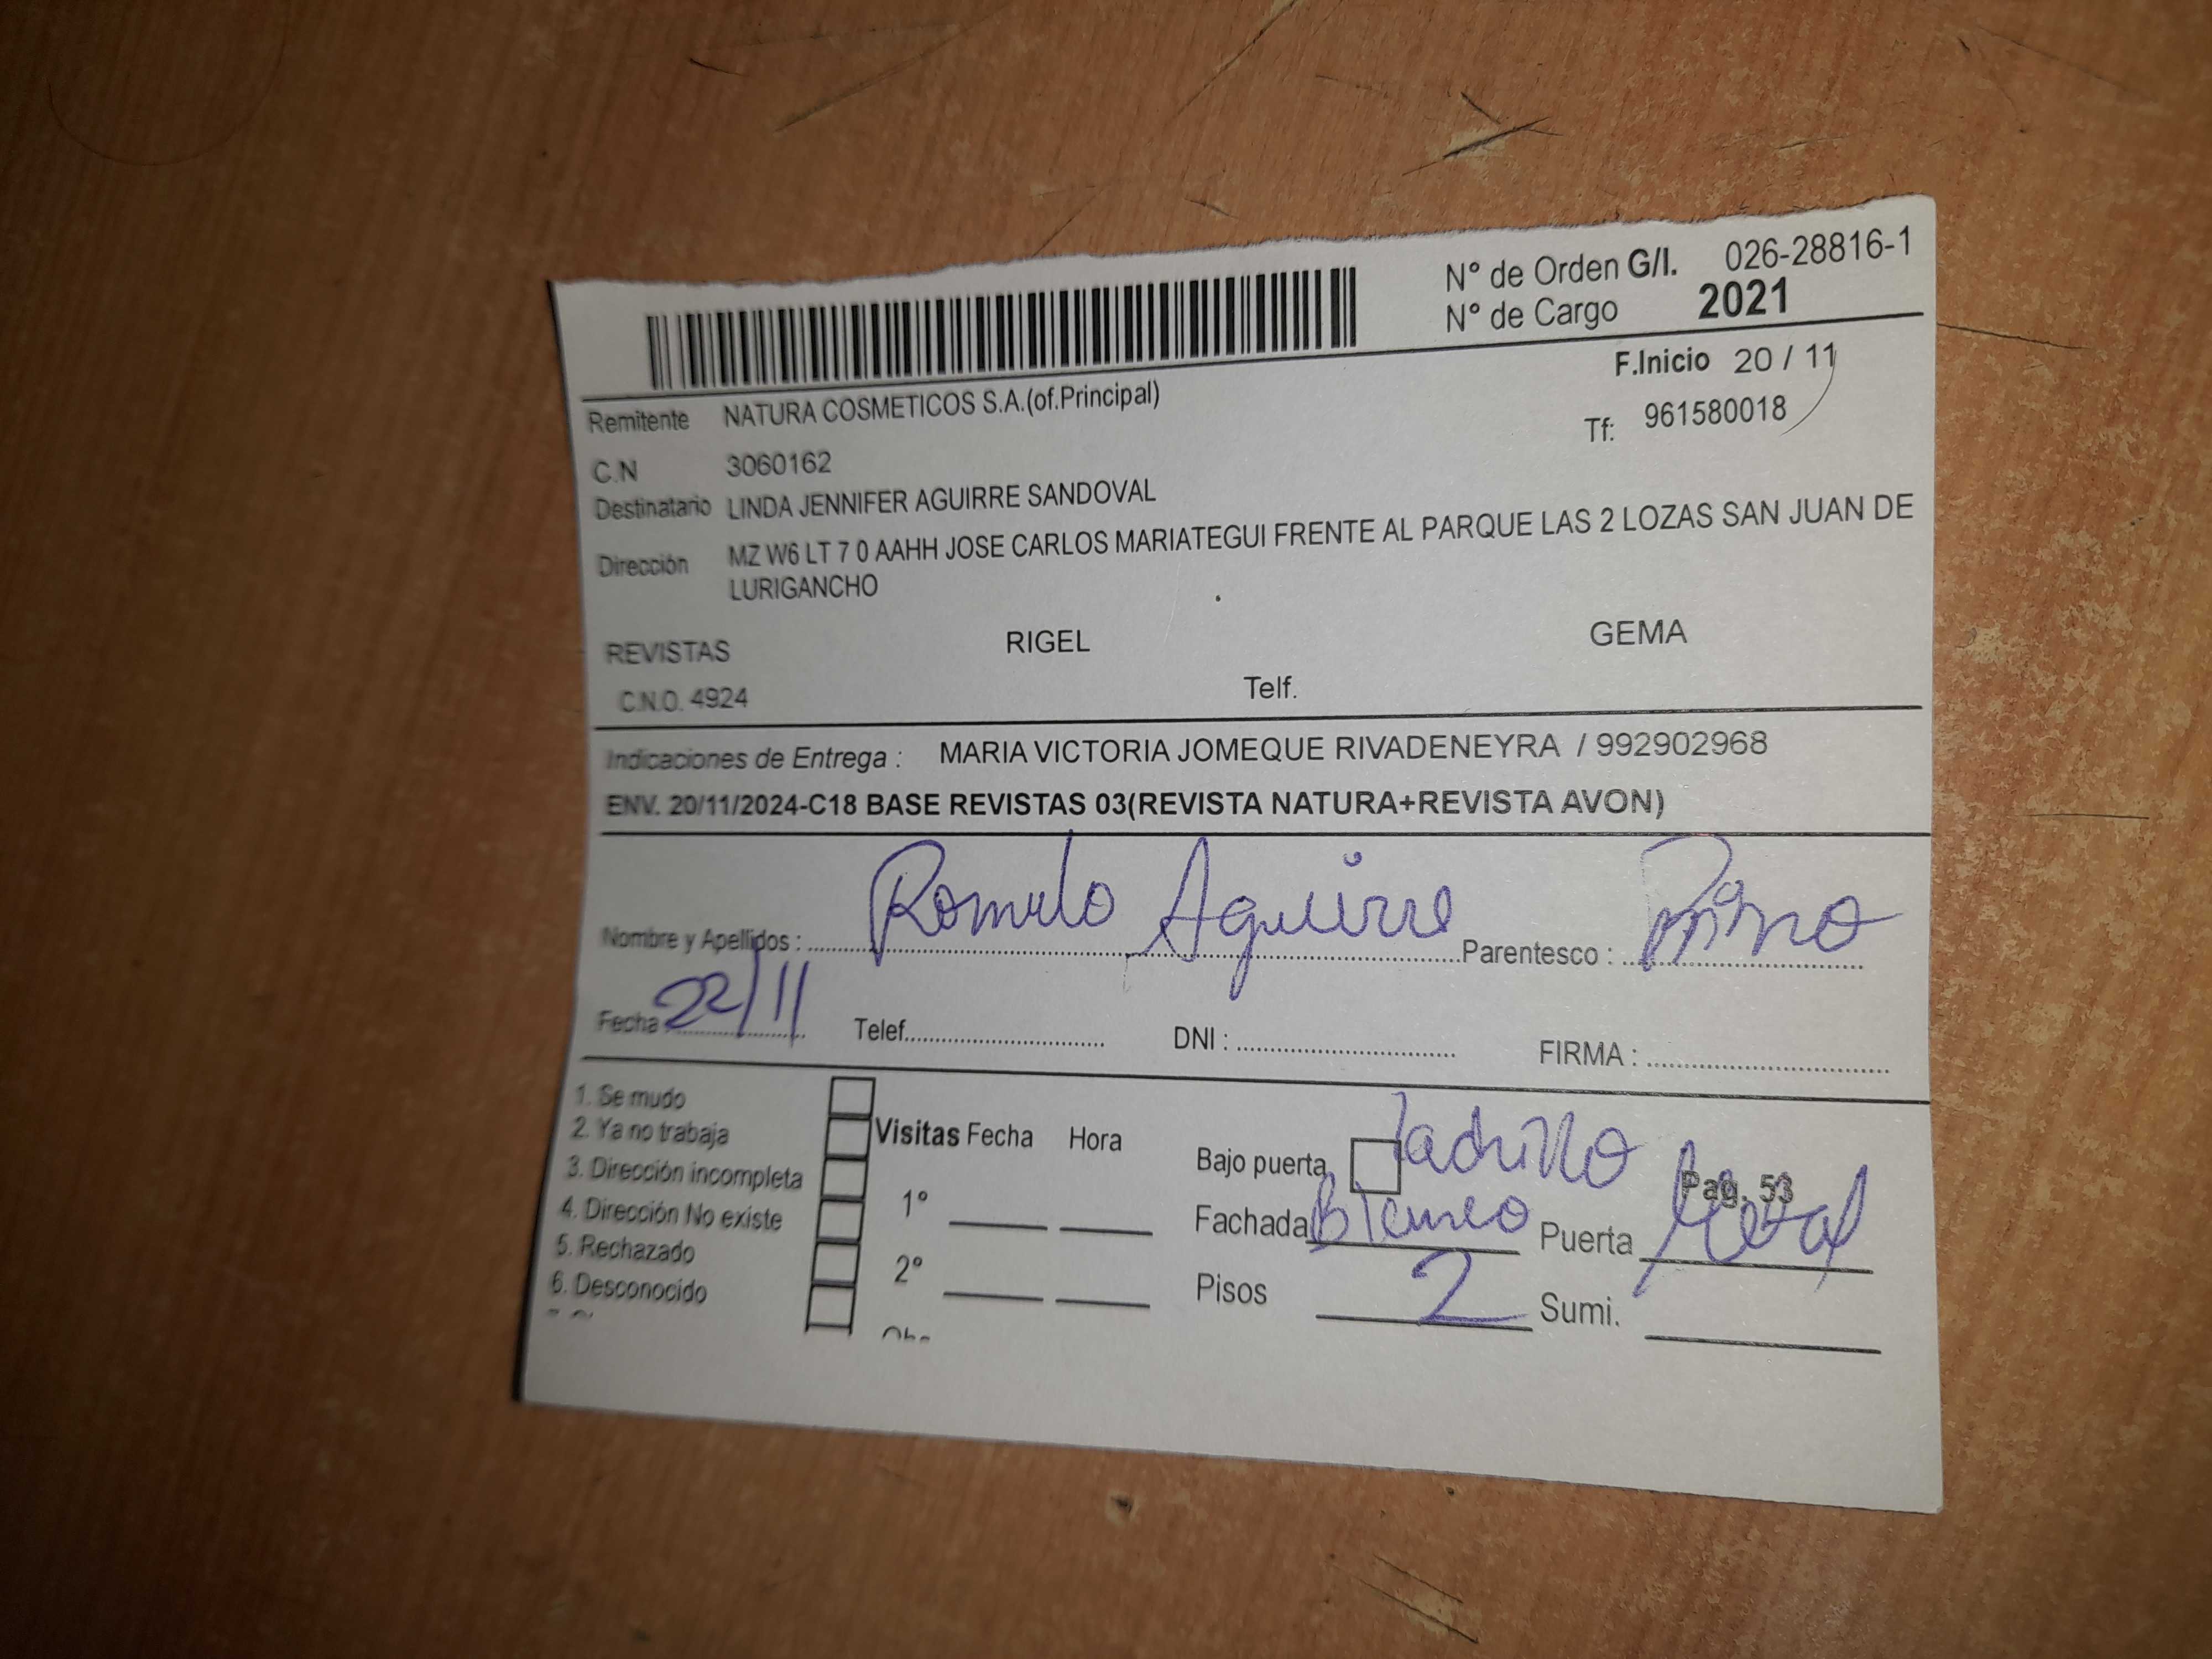 N° de Orden G/I. 026-28816-1
N° de Cargo 2021
F.Inicio 20 / 11
Remitente NATURA COSMETICOS S.A.(of.Principal)
Tf: 961580018
C.N 3060162
Destinatario LINDA JENNIFER AGUIRRE SANDOVAL
Dirección MZ W6 LT 7 0 AAHH JOSE CARLOS MARIATEGUI FRENTE AL PARQUE LAS 2 LOZAS SAN JUAN DE
LURIGANCHO
REVISTAS RIGEL GEMA
C.N.O. 4924 Telf.
Indicaciones de Entrega : MARIA VICTORIA JOMEQUE RIVADENEYRA / 992902968
ENV. 20/11/2024-C18 BASE REVISTAS 03(REVISTA NATURA+REVISTA AVON)
Nombre y Apellidos : Romulo Aguirre Parentesco : Primo
Fecha 22/11 Telef. DNI : FIRMA :
1. Se mudo
2. Ya no trabaja
3. Dirección incompleta
4. Dirección No existe
5. Rechazado
6. Desconocido
Visitas Fecha Hora
1°
2°
Bajo puerta ladrillo Pag. 53
Fachada Blanco Puerta Metal
Pisos 2 Sumi.